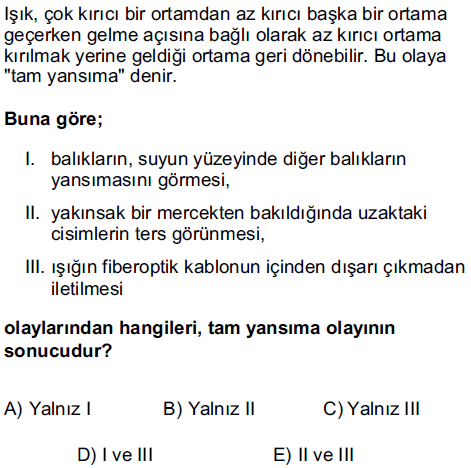 Işık, çok kırıcı bir ortamdan az kırıcı başka bir ortama
geçerken gelme açısına bağlı olarak az kırıcı ortama
kırılmak yerine geldiği ortama geri dönebilir. Bu olaya
"tam yansıma" denir.
Buna göre;
I. balıkların, suyun yüzeyinde diğer balıkların
yansımasını görmesi,
II. yakınsak bir mercekten bakıldığında uzaktaki
cisimlerin ters görünmesi,
III. ışığın fiberoptik kablonun içinden dışarı çıkmadan
iletilmesi
olaylarından hangileri, tam yansıma olayının
sonucudur?
A) Yalnız I B) Yalnız II C) Yalnız III
D) I ve III E) II ve III